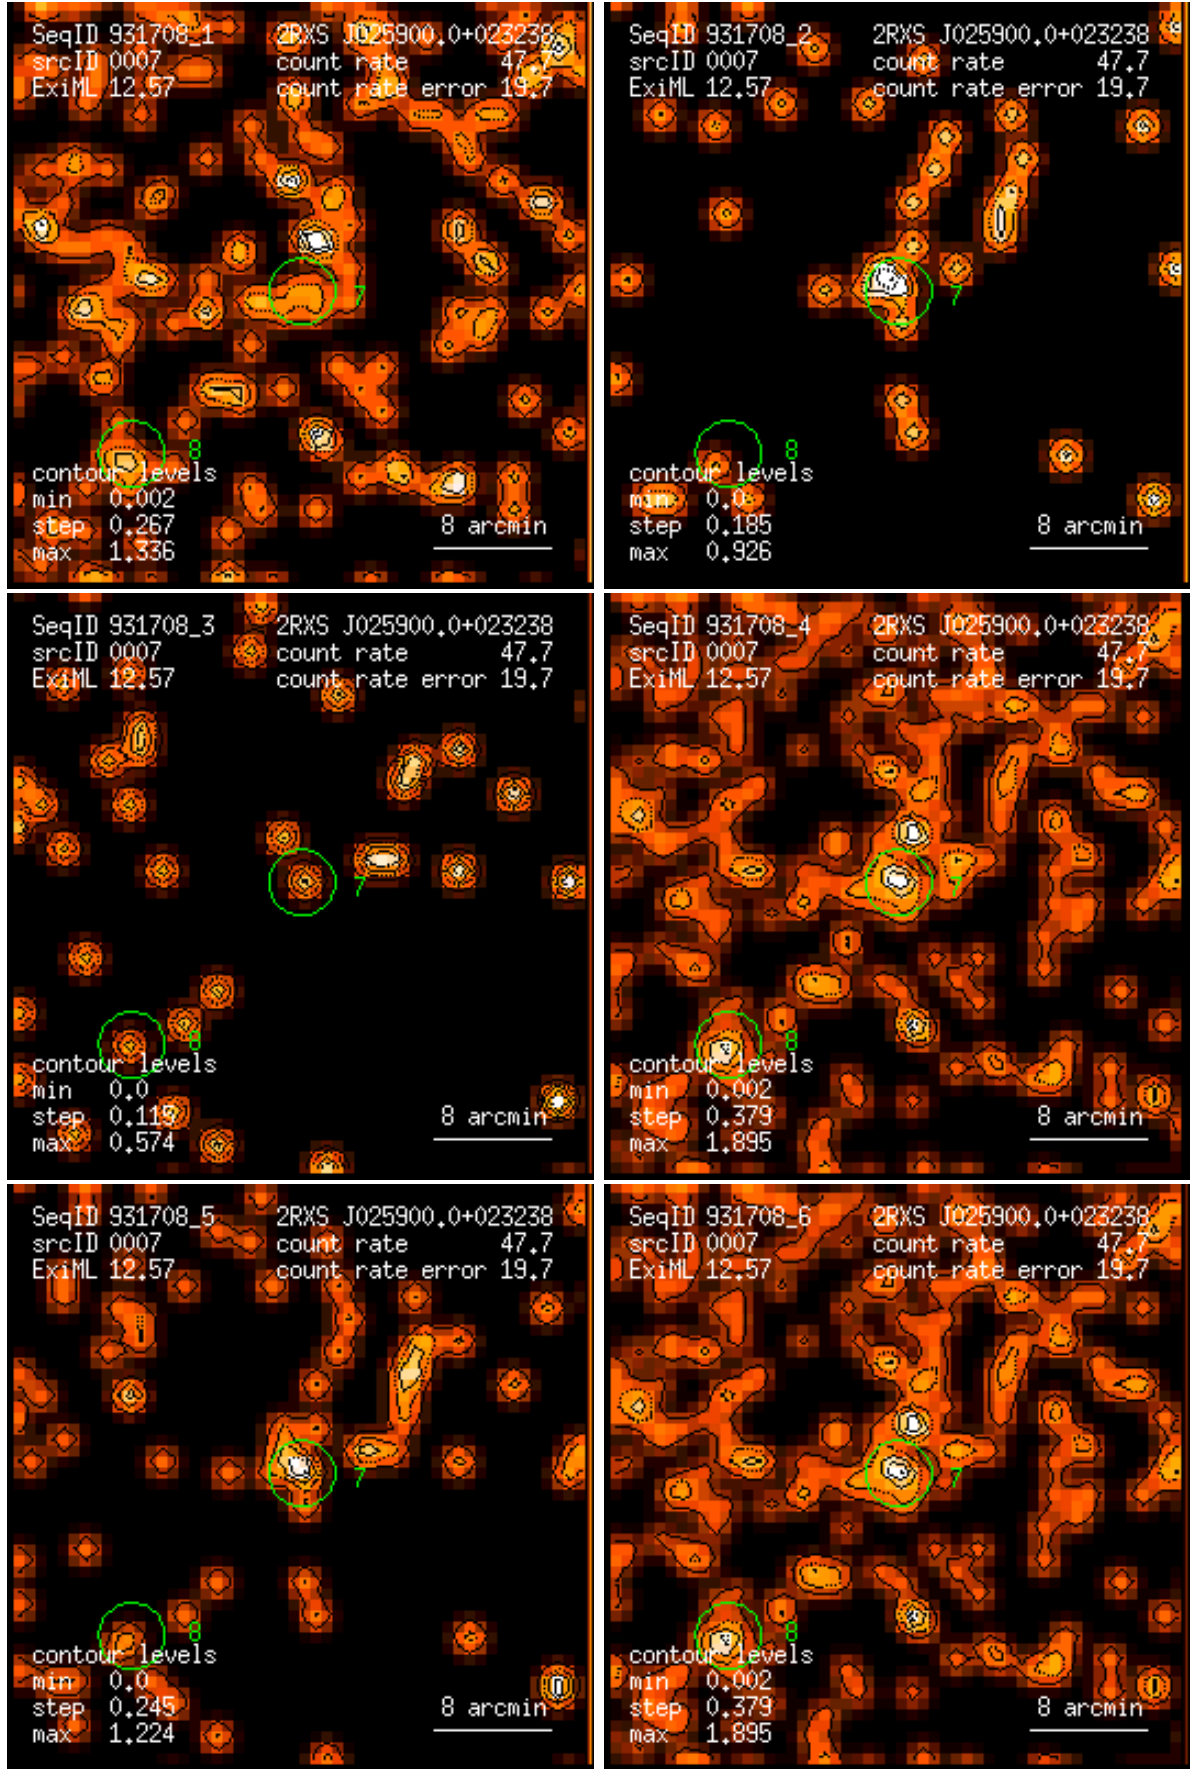 SeqID 931708_1 2RXS J025900.0+023238
srcID 0007 count rate 47.7
ExiML 12.57 count rate error 19.7
7
8
contour levels
min 0.002
step 0.267
max 1.336
8 arcmin
SeqID 931708_2 2RXS J025900.0+023238
srcID 0007 count rate 47.7
ExiML 12.57 count rate error 19.7
7
8
contour levels
min 0.0
step 0.185
max 0.926
8 arcmin
SeqID 931708_3 2RXS J025900.0+023238
srcID 0007 count rate 47.7
ExiML 12.57 count rate error 19.7
7
8
contour levels
min 0.0
step 0.115
max 0.574
8 arcmin
SeqID 931708_4 2RXS J025900.0+023238
srcID 0007 count rate 47.7
ExiML 12.57 count rate error 19.7
7
8
contour levels
min 0.002
step 0.379
max 1.895
8 arcmin
SeqID 931708_5 2RXS J025900.0+023238
srcID 0007 count rate 47.7
ExiML 12.57 count rate error 19.7
7
8
contour levels
min 0.0
step 0.245
max 1.224
8 arcmin
SeqID 931708_6 2RXS J025900.0+023238
srcID 0007 count rate 47.7
ExiML 12.57 count rate error 19.7
7
8
contour levels
min 0.002
step 0.379
max 1.895
8 arcmin